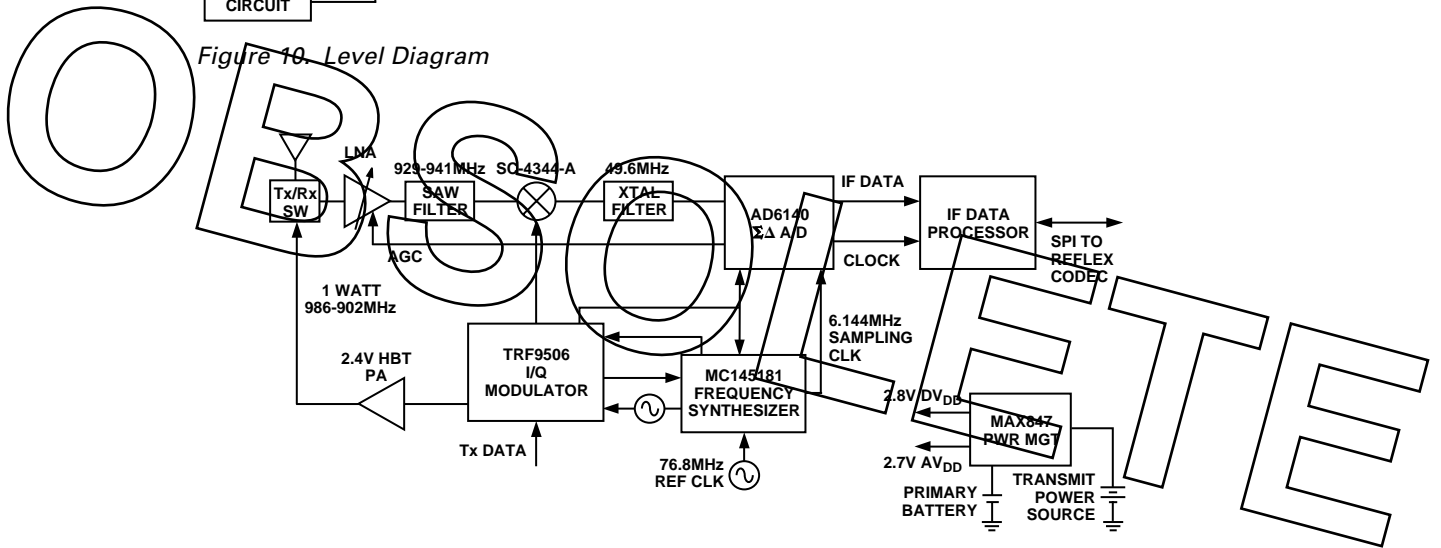 CIRCUIT
Figure 10. Level Diagram
OBSOLETE
LNA
929-941MHz
SC-4344-A
49.6MHz
Tx/Rx
SW
SAW
FILTER
XTAL
FILTER
AD6140
ΣΔ A/D
IF DATA
CLOCK
IF DATA
PROCESSOR
SPI TO
REFLEX
CODEC
AGC
1 WATT
986-902MHz
2.4V HBT
PA
TRF9506
I/Q
MODULATOR
MC145181
FREQUENCY
SYNTHESIZER
6.144MHz
SAMPLING
CLK
Tx DATA
76.8MHz
REF CLK
2.8V DVDD
2.7V AVDD
MAX847
PWR MGT
PRIMARY
BATTERY
TRANSMIT
POWER
SOURCE